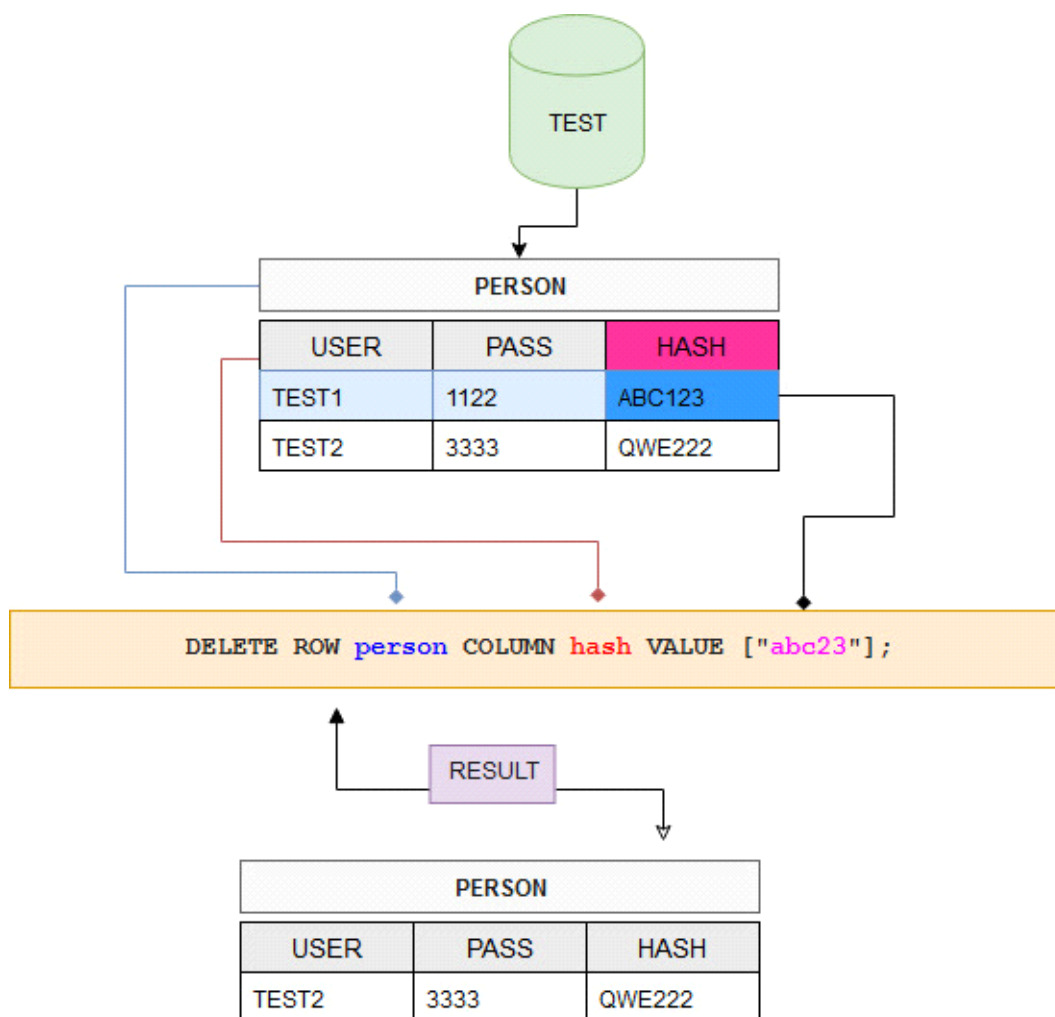 TEST
PERSON
USER PASS HASH
TEST1 1122 ABC123
TEST2 3333 QWE222
DELETE ROW person COLUMN hash VALUE ["abc23"];
RESULT
PERSON
USER PASS HASH
TEST2 3333 QWE222